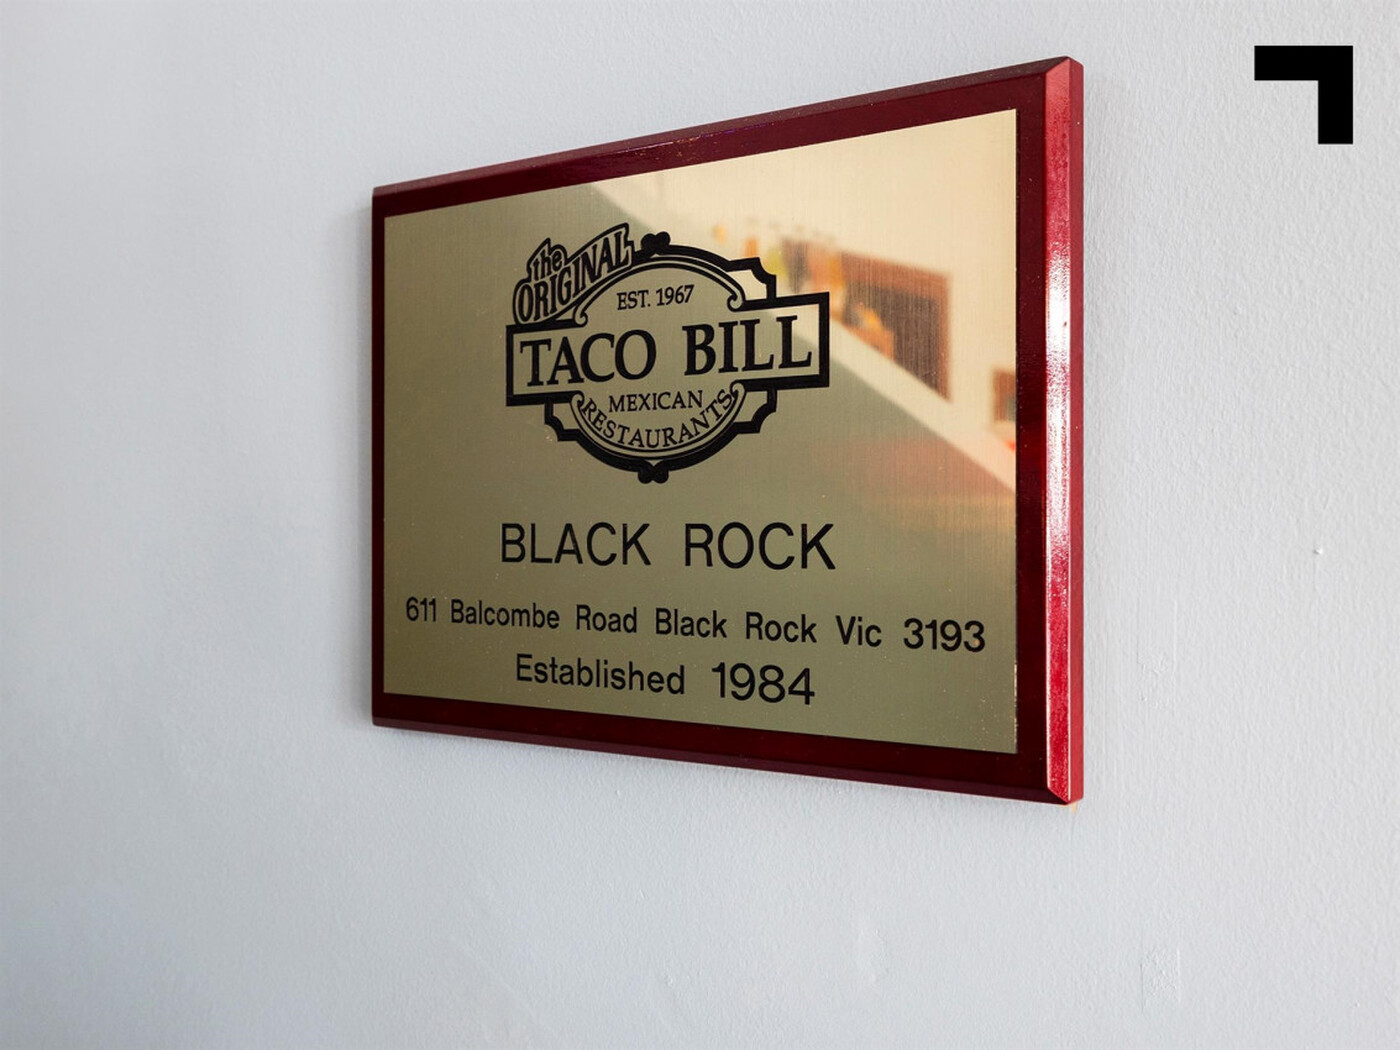 the
ORIGINAL
EST. 1967
TACO BILL
MEXICAN
RESTAURANTS
BLACK ROCK
611 Balcombe Road Black Rock Vic 3193
Established 1984